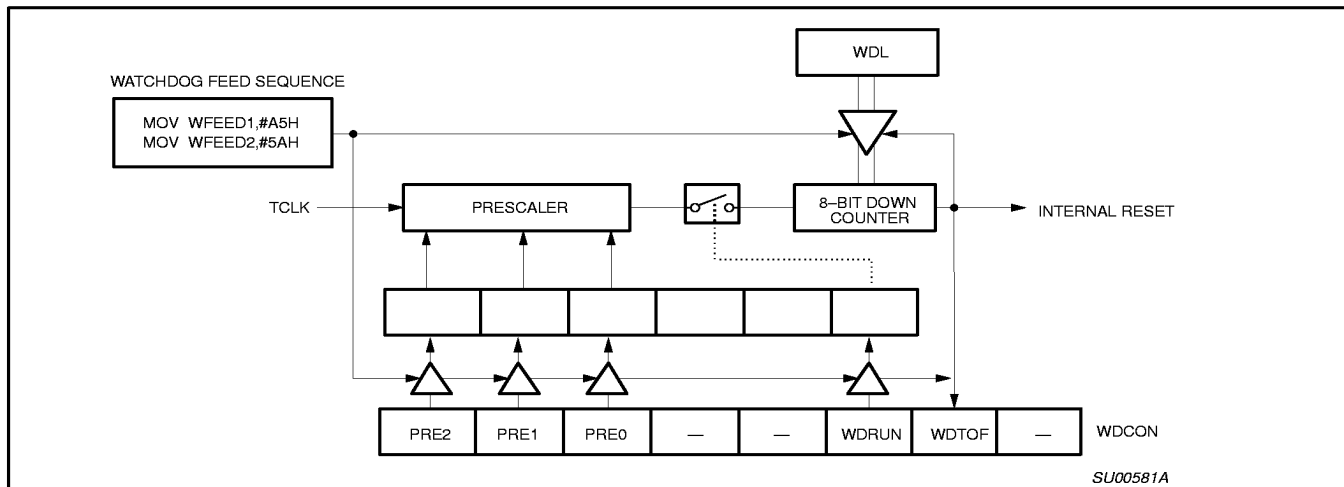 WDL
WATCHDOG FEED SEQUENCE
MOV WFEED1,#A5H
MOV WFEED2,#5AH
TCLK
PRESCALER
8–BIT DOWN
COUNTER
INTERNAL RESET
PRE2 PRE1 PRE0 — — WDRUN WDTOF — WDCON
SU00581A